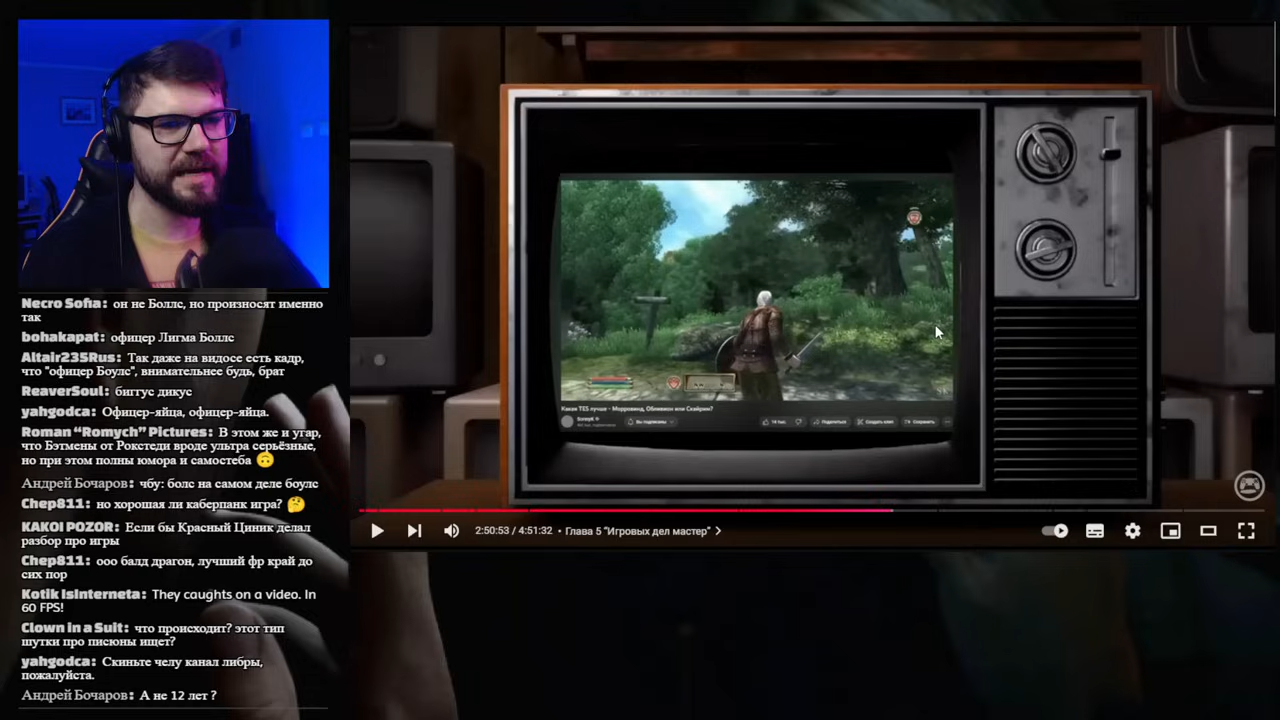 Necro Sofia: он не Боллс, но произносят именно
так
bohakapat: офицер Лигма Боллс
Altair235Rus: Так даже на видосе есть кадр,
что "офицер Боулс", внимательнее будь, брат
ReaverSoul: биггус дикус
yahgodca: Офицер-яйца, офицер-яйца.
Roman “Romych” Pictures: В этом же и угар,
что Бэтмены от Рокстеди вроде ультра серьёзные,
но при этом полны юмора и самостеба 🙃
Андрей Бочаров: чбу: болс на самом деле боулс
Chep811: но хорошая ли каберпанк игра? 🤔
KAKOI POZOR: Если бы Красный Циник делал
разбор про игры
Chep811: ооо балд драгон, лучший фр край до
сих пор
Kotik IsInterneta: They caughts on a video. In
60 FPS!
Clown in a Suit: что происходит? этот тип
шутки про писюны ищет?
yahgodca: Скиньте челу канал либры,
пожалуйста.
Андрей Бочаров: А не 12 лет ?
Какая TES лучше - Морровинд, Обливион или Скайрим?
Вы подписаны
Поделиться
Сохранить
2:50:53 / 4:51:32 • Глава 5 “Игровых дел мастер” >